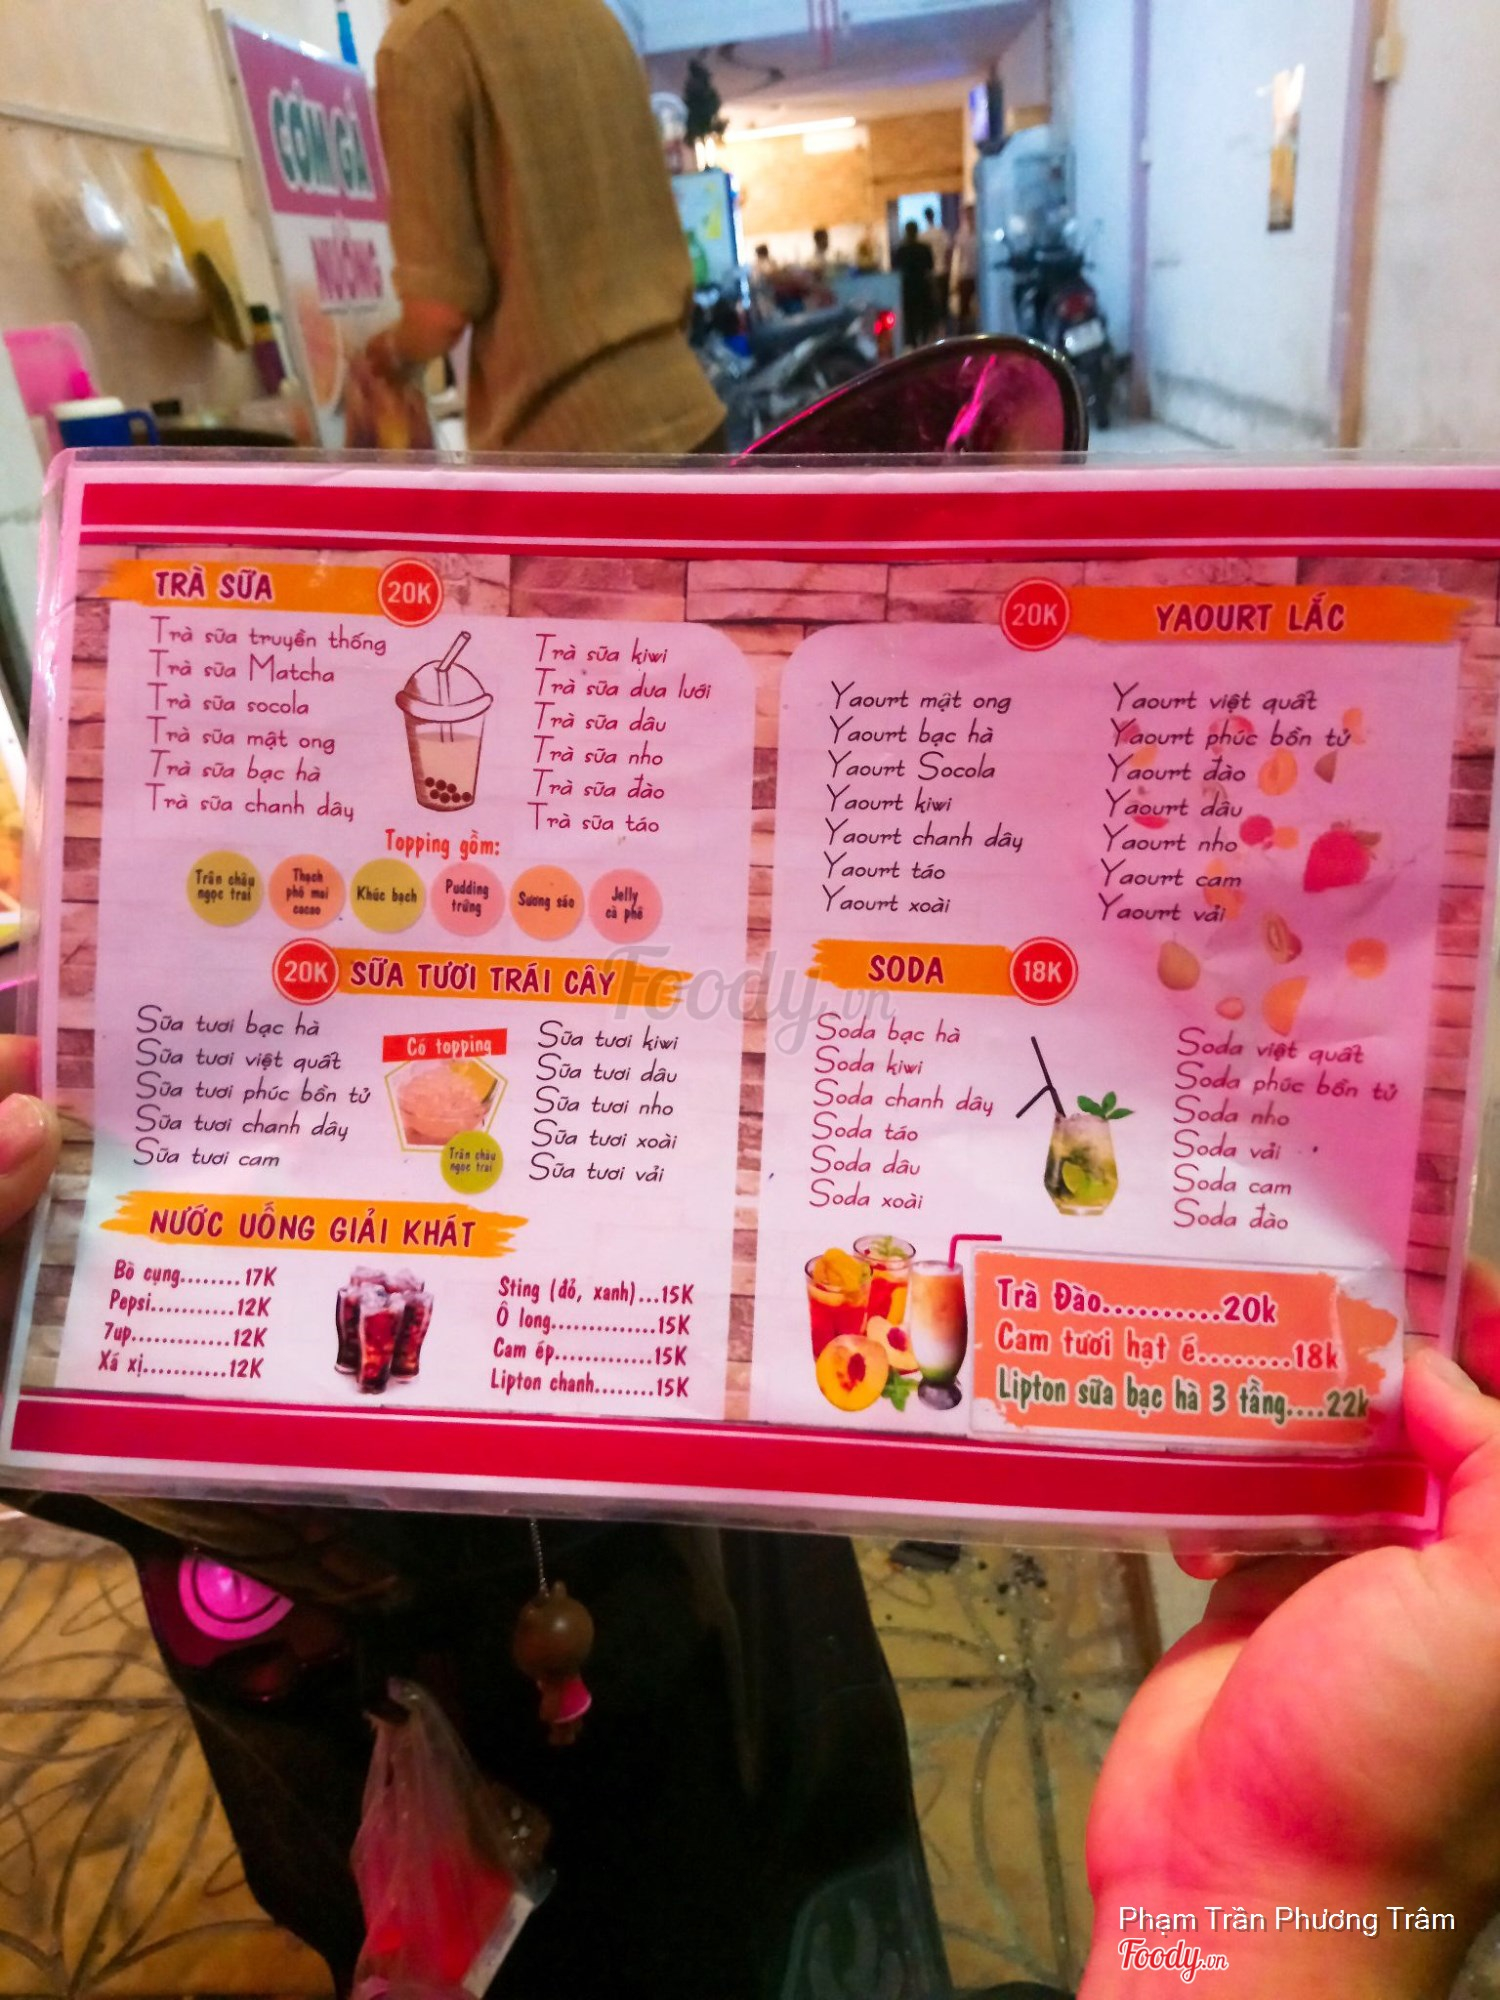 CƠM GÀ
NƯỚNG
TRÀ SỮA
20K
Trà sữa truyền thống
Trà sữa Matcha
Trà sữa socola
Trà sữa mật ong
Trà sữa bạc hà
Trà sữa chanh dây
Trà sữa kiwi
Trà sữa dưa lưới
Trà sữa dâu
Trà sữa nho
Trà sữa đào
Trà sữa táo
Topping gồm:
Trân châu
ngọc trai
Thạch
phô mai
cacao
Khúc bạch
Pudding
trứng
Sương sáo
Jelly
cà phê
20K
SỮA TƯƠI TRÁI CÂY
Sữa tươi bạc hà
Sữa tươi việt quất
Sữa tươi phúc bồn tử
Sữa tươi chanh dây
Sữa tươi cam
Có topping
Trân châu
ngọc trai
Sữa tươi kiwi
Sữa tươi dâu
Sữa tươi nho
Sữa tươi xoài
Sữa tươi vải
NƯỚC UỐNG GIẢI KHÁT
Bò cụng........17K
Pepsi...........12K
7up.............12K
Xá xị...........12K
Sting (đỏ, xanh)...15K
Ô long..............15K
Cam ép.............15K
Lipton chanh........15K
20K
YAOURT LẮC
Yaourt mật ong
Yaourt bạc hà
Yaourt Socola
Yaourt kiwi
Yaourt chanh dây
Yaourt táo
Yaourt xoài
Yaourt việt quất
Yaourt phúc bồn tử
Yaourt đào
Yaourt dâu
Yaourt nho
Yaourt cam
Yaourt vải
SODA
18K
Soda bạc hà
Soda kiwi
Soda chanh dây
Soda táo
Soda dâu
Soda xoài
Soda việt quất
Soda phúc bồn tử
Soda nho
Soda vải
Soda cam
Soda đào
Trà Đào...........20k
Cam tươi hạt é........18k
Lipton sữa bạc hà 3 tầng....22k
Foody.vn
Phạm Trần Phương Trâm
Foody.vn